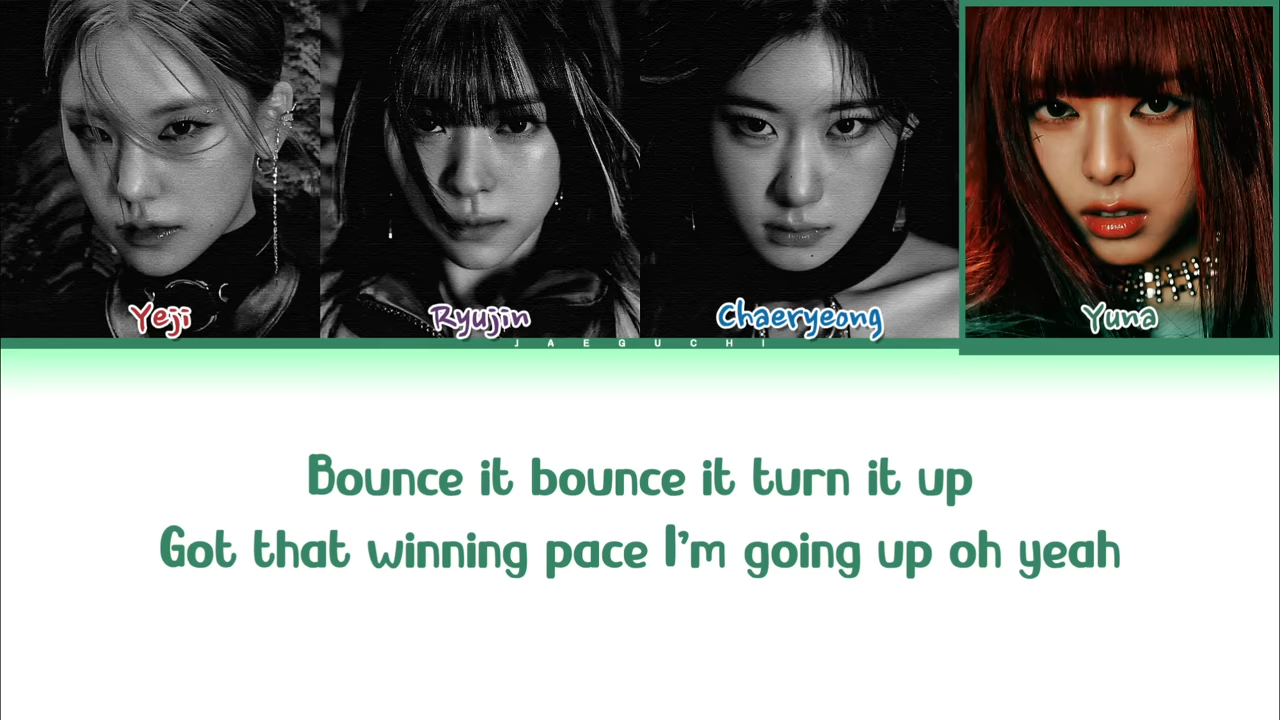 Yeji
Ryujin
Chaeryeong
Yuna
JAEGUCHI
Bounce it bounce it turn it up
Got that winning pace I'm going up oh yeah